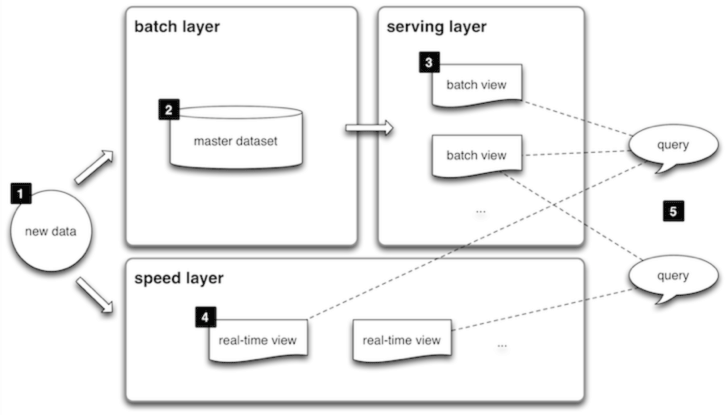 batch layer
serving layer
3
batch view
2
master dataset
batch view
query
1
...
5
new data
speed layer
query
4
real-time view
real-time view
...